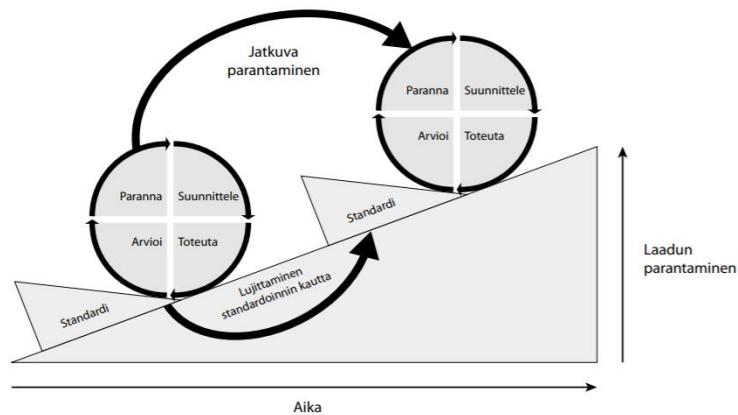 Jatkuva
parantaminen
Paranna Suunnittele
Arvioi Toteuta
Paranna Suunnittele
Arvioi Toteuta
Standardi
Standardi
Lujittaminen
standardoinnin kautta
Laadun
parantaminen
Aika